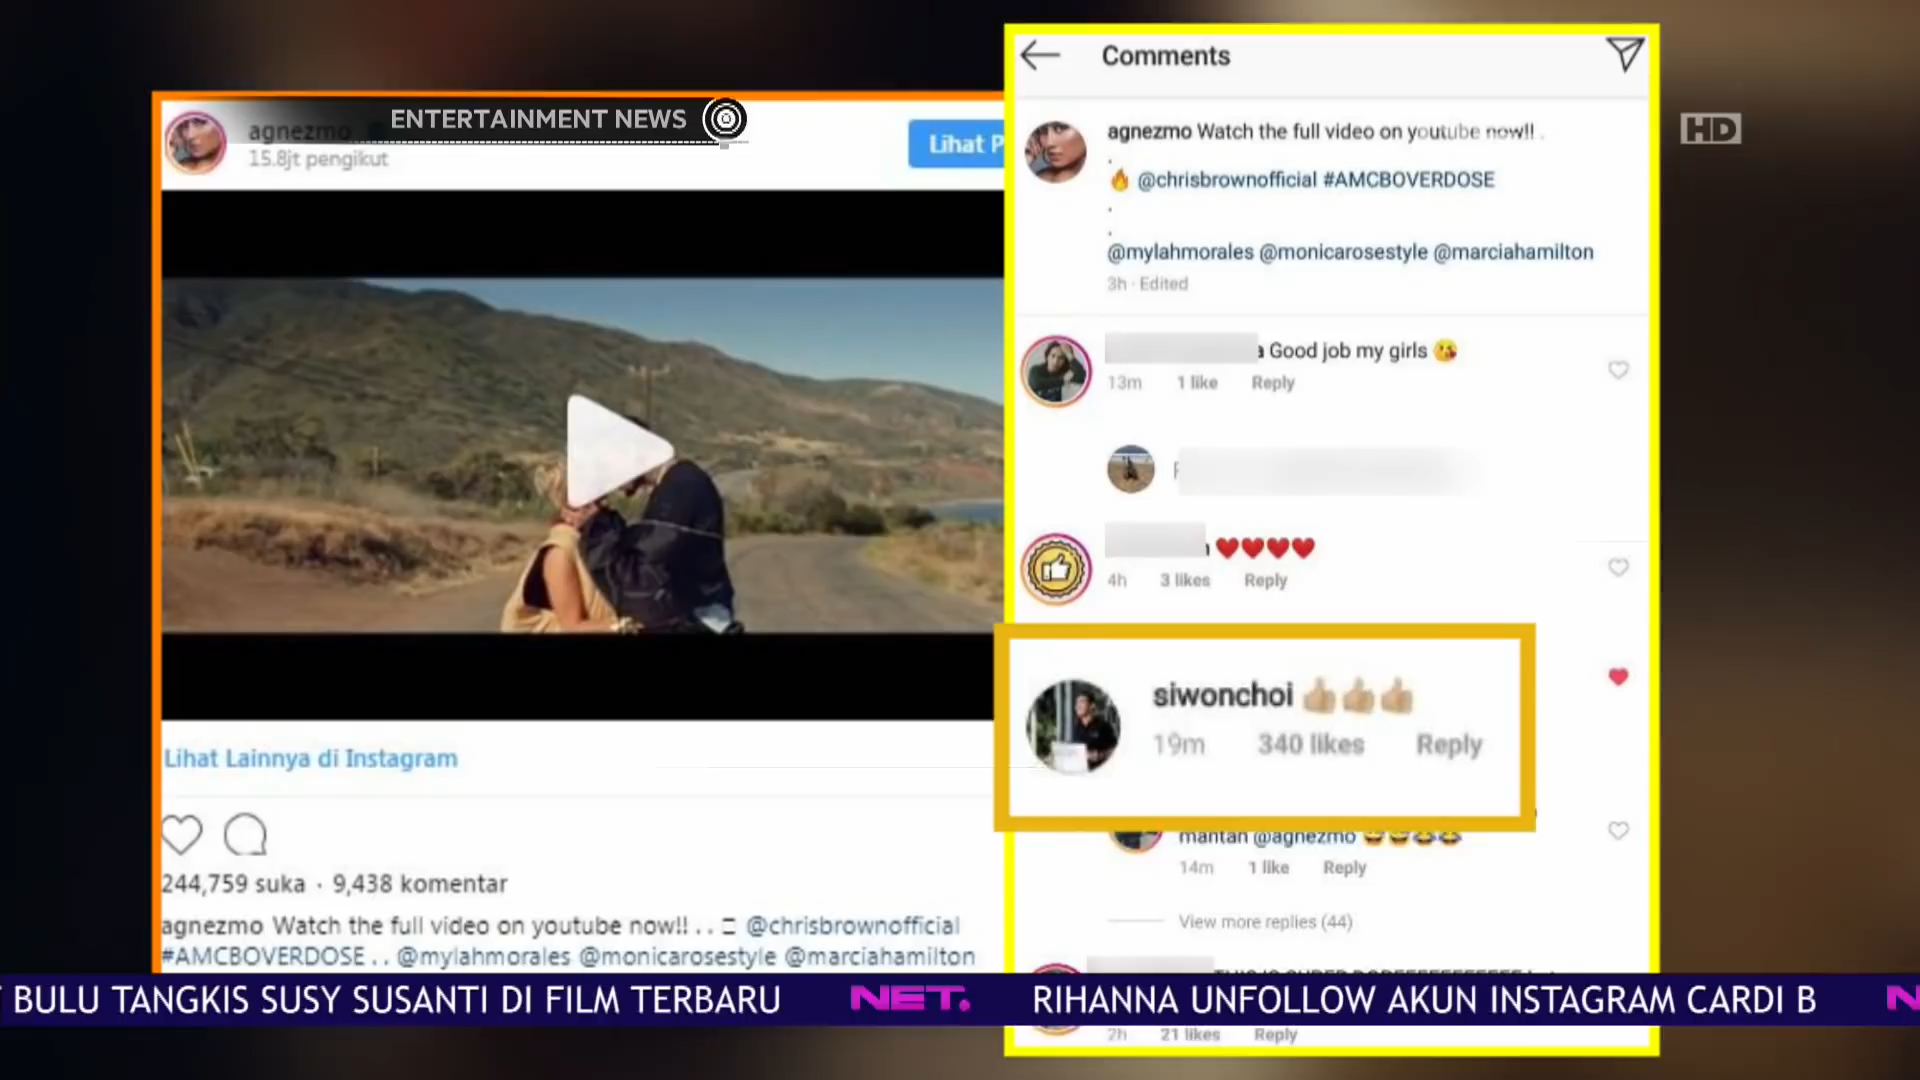 ENTERTAINMENT NEWS
HD
agnezmo
15.8jt pengikut
Lihat P
Lihat Lainnya di Instagram
244,759 suka · 9,438 komentar
agnezmo Watch the full video on youtube now!! . . @chrisbrownofficial
#AMCBOVERDOSE . . @mylahmorales @monicarosestyle @marciahamilton
Comments
agnezmo Watch the full video on youtube now!! .
.
🔥 @chrisbrownofficial #AMCBOVERDOSE
.
.
@mylahmorales @monicarosestyle @marciahamilton
3h · Edited
a Good job my girls 😘
13m 1 like Reply
❤️❤️❤️❤️
4h 3 likes Reply
siwonchoi 👍🏼👍🏼👍🏼
19m 340 likes Reply
@agnezmo
14m 1 like Reply
View more replies (44)
BULU TANGKIS SUSY SUSANTI DI FILM TERBARU NET. RIHANNA UNFOLLOW AKUN INSTAGRAM CARDI B N
2h 21 likes Reply